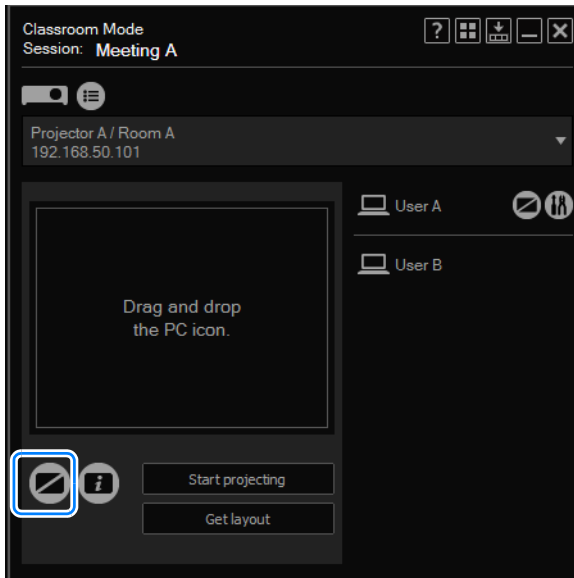 Classroom Mode
Session: Meeting A
Projector A / Room A
192.168.50.101
User A
User B
Drag and drop
the PC icon.
Start projecting
Get layout